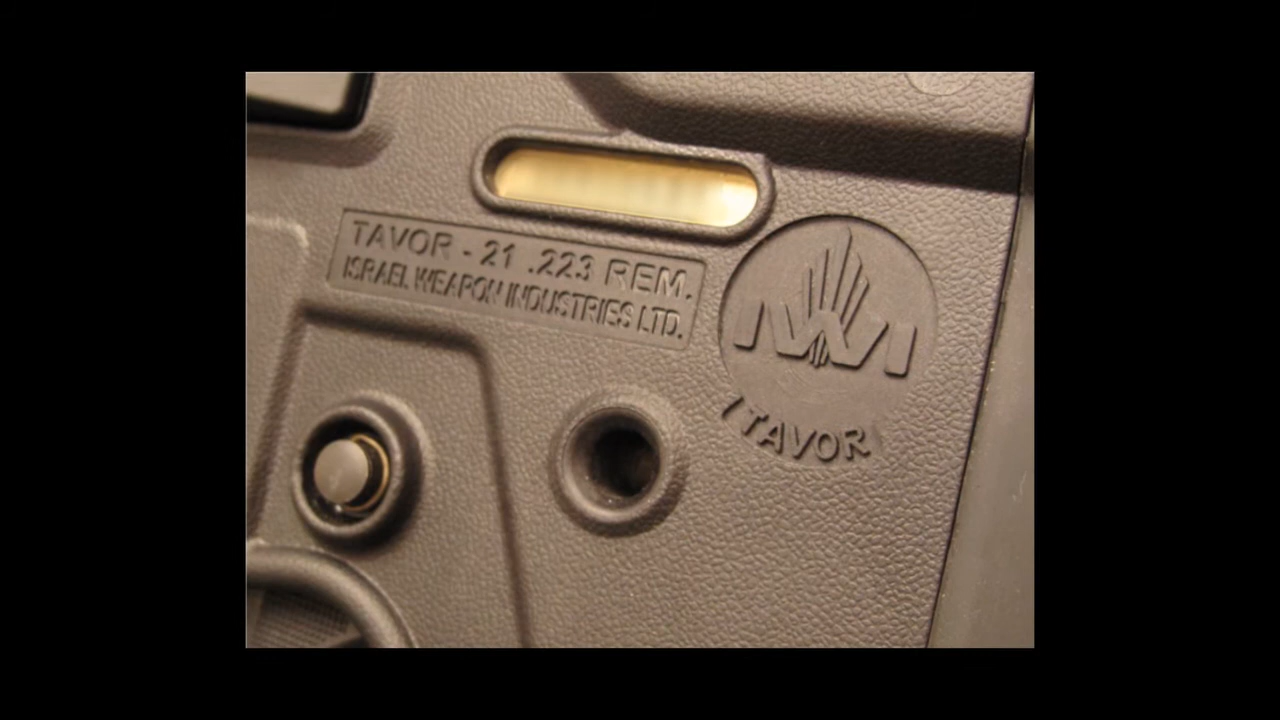 TAVOR - 21 .223 REM.
ISRAEL WEAPON INDUSTRIES LTD.
IWI
TAVOR